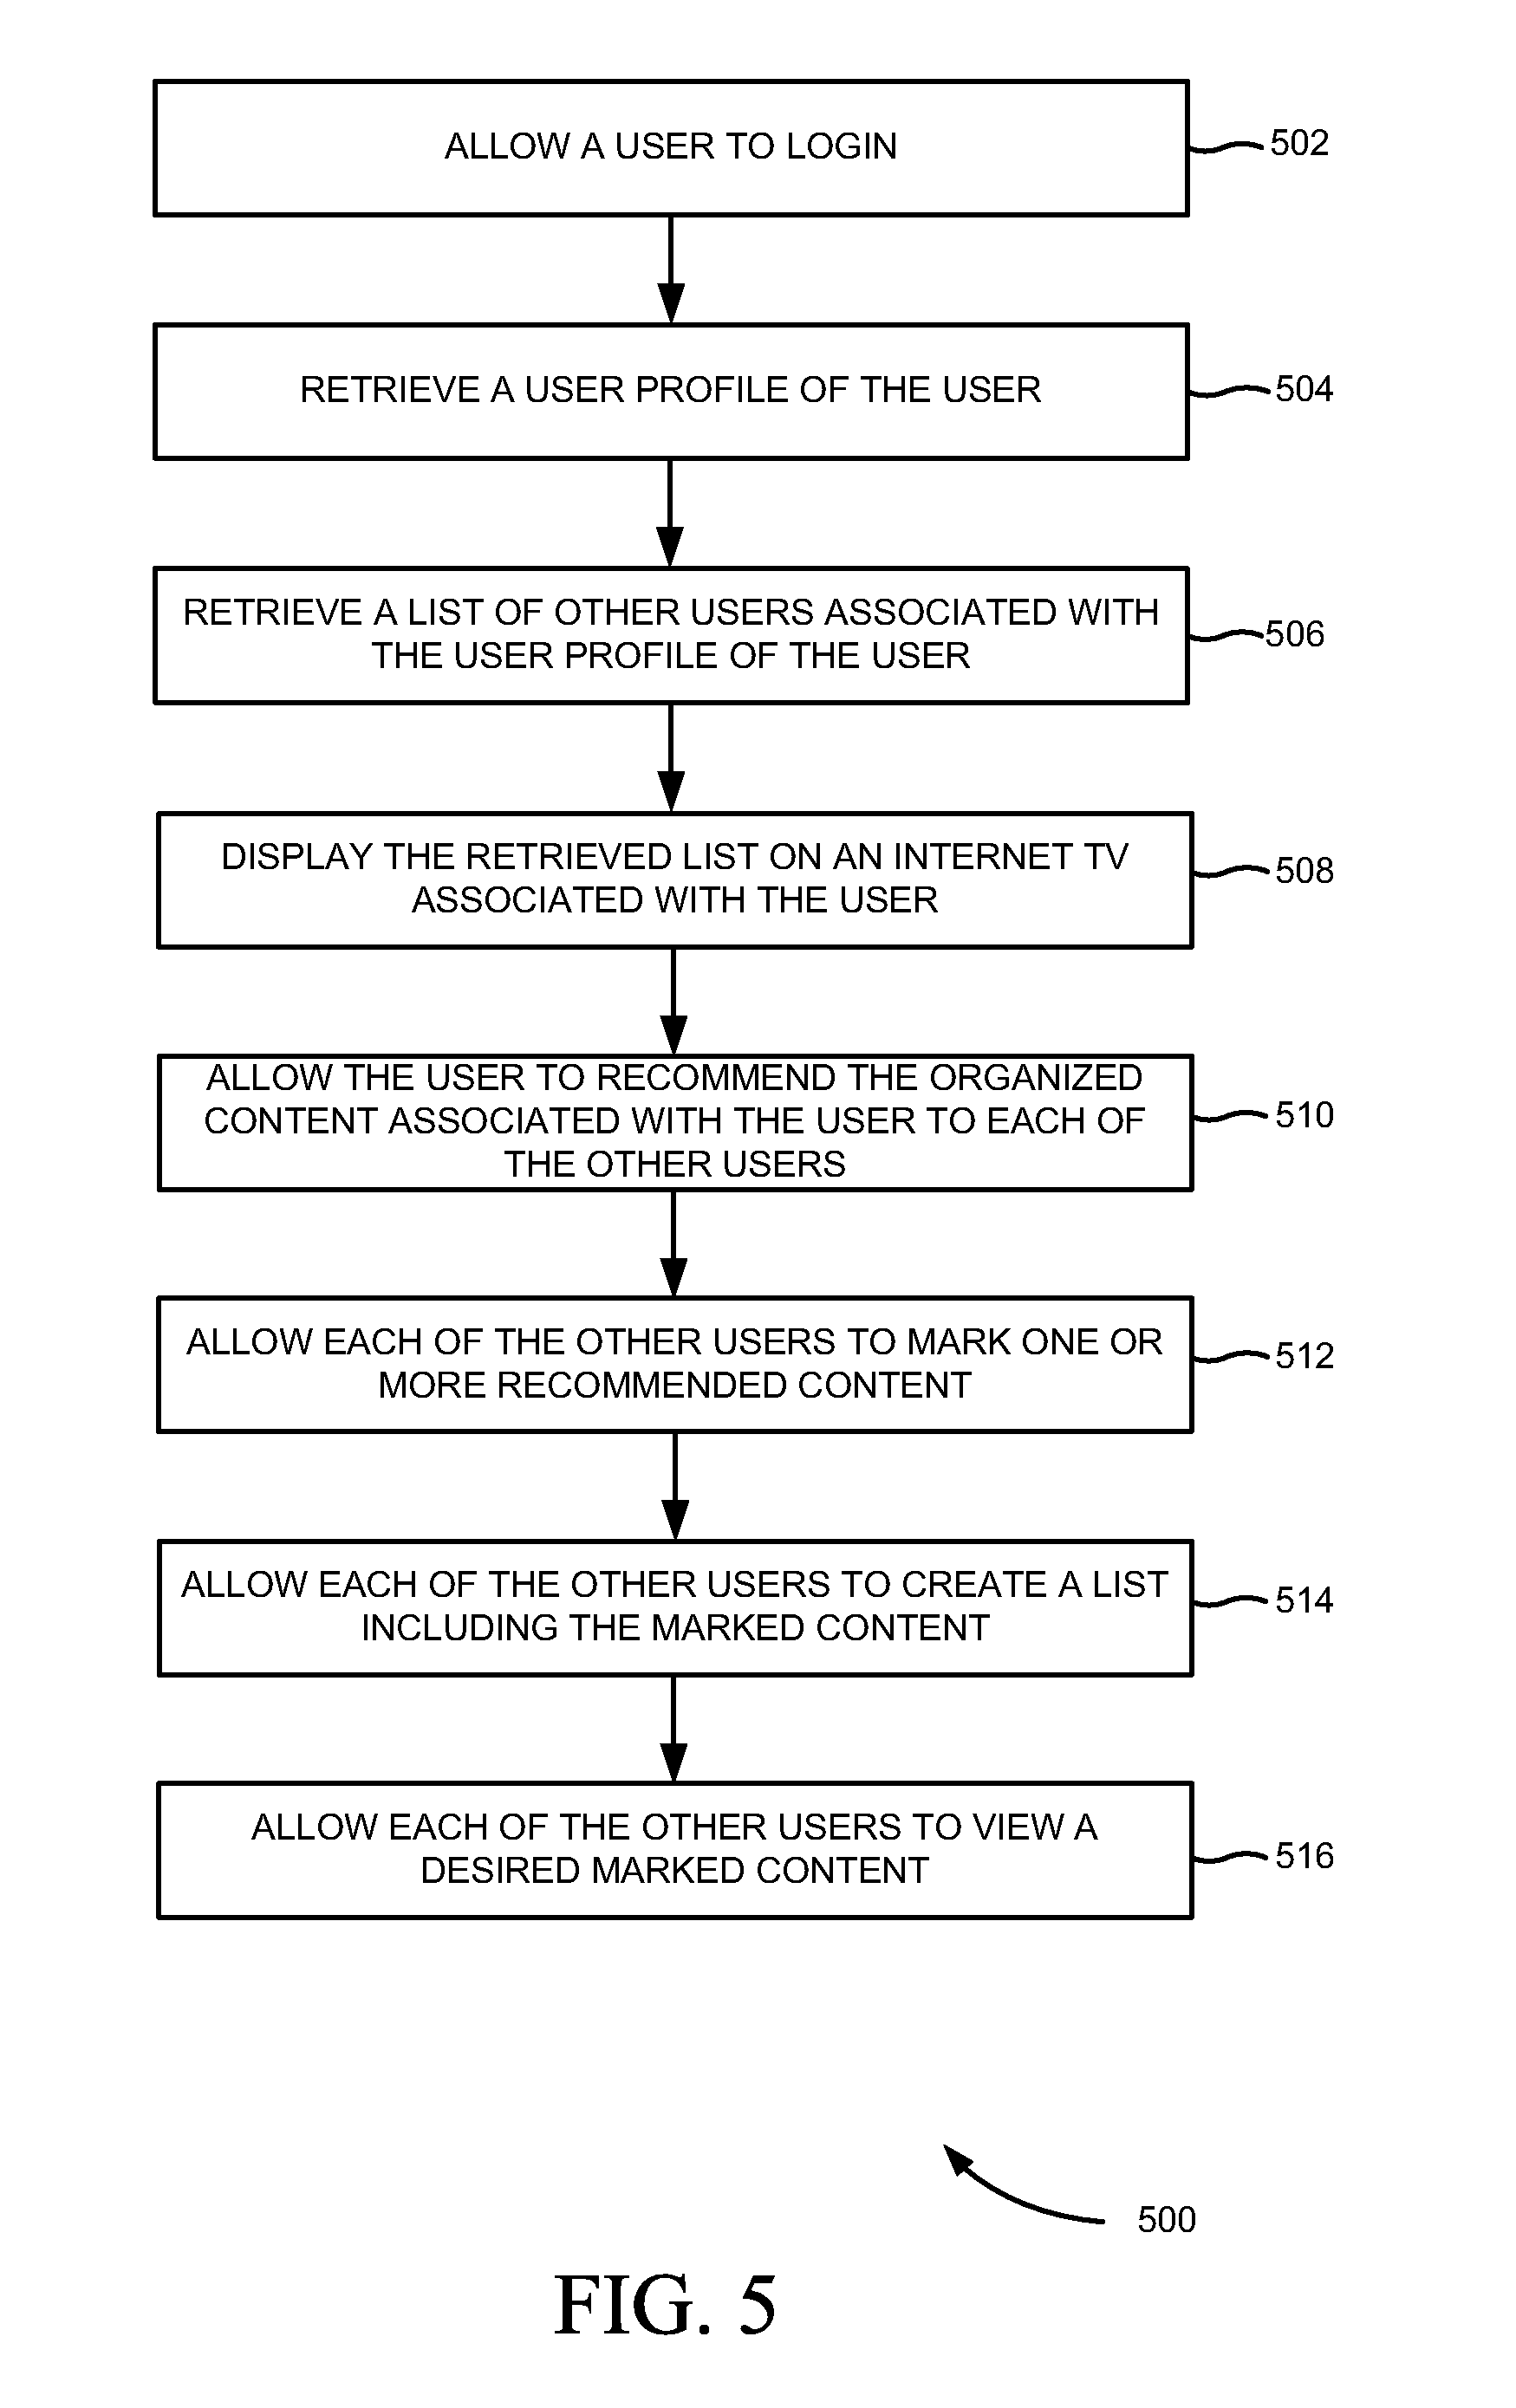 ALLOW A USER TO LOGIN
502
RETRIEVE A USER PROFILE OF THE USER
504
RETRIEVE A LIST OF OTHER USERS ASSOCIATED WITH
THE USER PROFILE OF THE USER
506
DISPLAY THE RETRIEVED LIST ON AN INTERNET TV
ASSOCIATED WITH THE USER
508
ALLOW THE USER TO RECOMMEND THE ORGANIZED
CONTENT ASSOCIATED WITH THE USER TO EACH OF
THE OTHER USERS
510
ALLOW EACH OF THE OTHER USERS TO MARK ONE OR
MORE RECOMMENDED CONTENT
512
ALLOW EACH OF THE OTHER USERS TO CREATE A LIST
INCLUDING THE MARKED CONTENT
514
ALLOW EACH OF THE OTHER USERS TO VIEW A
DESIRED MARKED CONTENT
516
500
FIG. 5